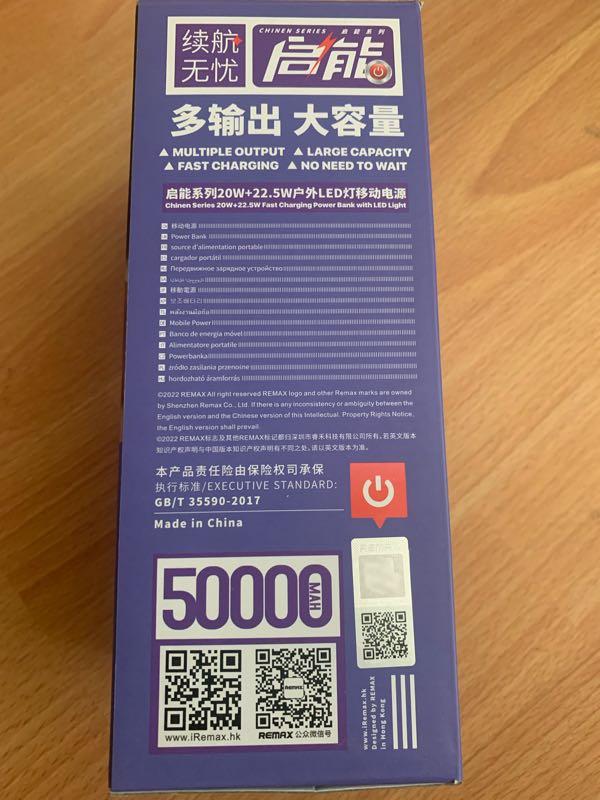 续航
无忧
CHINEN SERIES 启能系列
启能
多输出 大容量
▲ MULTIPLE OUTPUT ▲ LARGE CAPACITY
▲ FAST CHARGING ▲ NO NEED TO WAIT
启能系列20W+22.5W户外LED灯移动电源
Chinen Series 20W+22.5W Fast Charging Power Bank with LED Light
移动电源
Power Bank
source d'alimentation portable
cargador portátil
Передвижное зарядное устройство
移動電源
보조배터리
พลังงานมือถือ
Mobile Power
Banco de energia móvel
Alimentatore portatile
Powerbanka
źródło zasilania przenośne
hordozható áramforrás
©2022 REMAX All right reserved REMAX logo and other Remax marks are owned
by Shenzhen Remax Co., Ltd. If there is any inconsistency or ambiguity between the
English version and the Chinese version of this Intellectual. Property Rights Notice,
the English version shall prevail.
©2022 REMAX标志及其他REMAX标记都归深圳市睿禾科技有限公司所有。若英文版本
知识产权声明与中国版本知识产权声明有不同之处,请以英文版本为准。
本产品责任险由保险权司承保
执行标准/EXECUTIVE STANDARD:
GB/T 35590-2017
Made in China
50000 MAH
www.iRemax.hk
REMAX
REMAX 公众微信号
www.iRemax.hk
Designed by REMAX
in Hong Kong